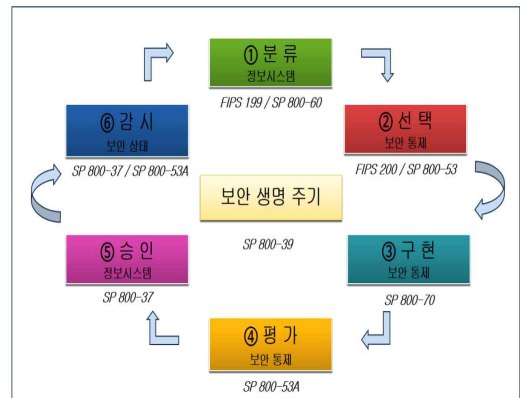 ① 분 류
정보시스템
FIPS 199 / SP 800-60
② 선 택
보안 통제
FIPS 200 / SP 800-53
③ 구 현
보안 통제
SP 800-70
④ 평 가
보안 통제
SP 800-53A
⑤ 승 인
정보시스템
SP 800-37
⑥ 감 시
보안 상태
SP 800-37 / SP 800-53A
보안 생명 주기
SP 800-39